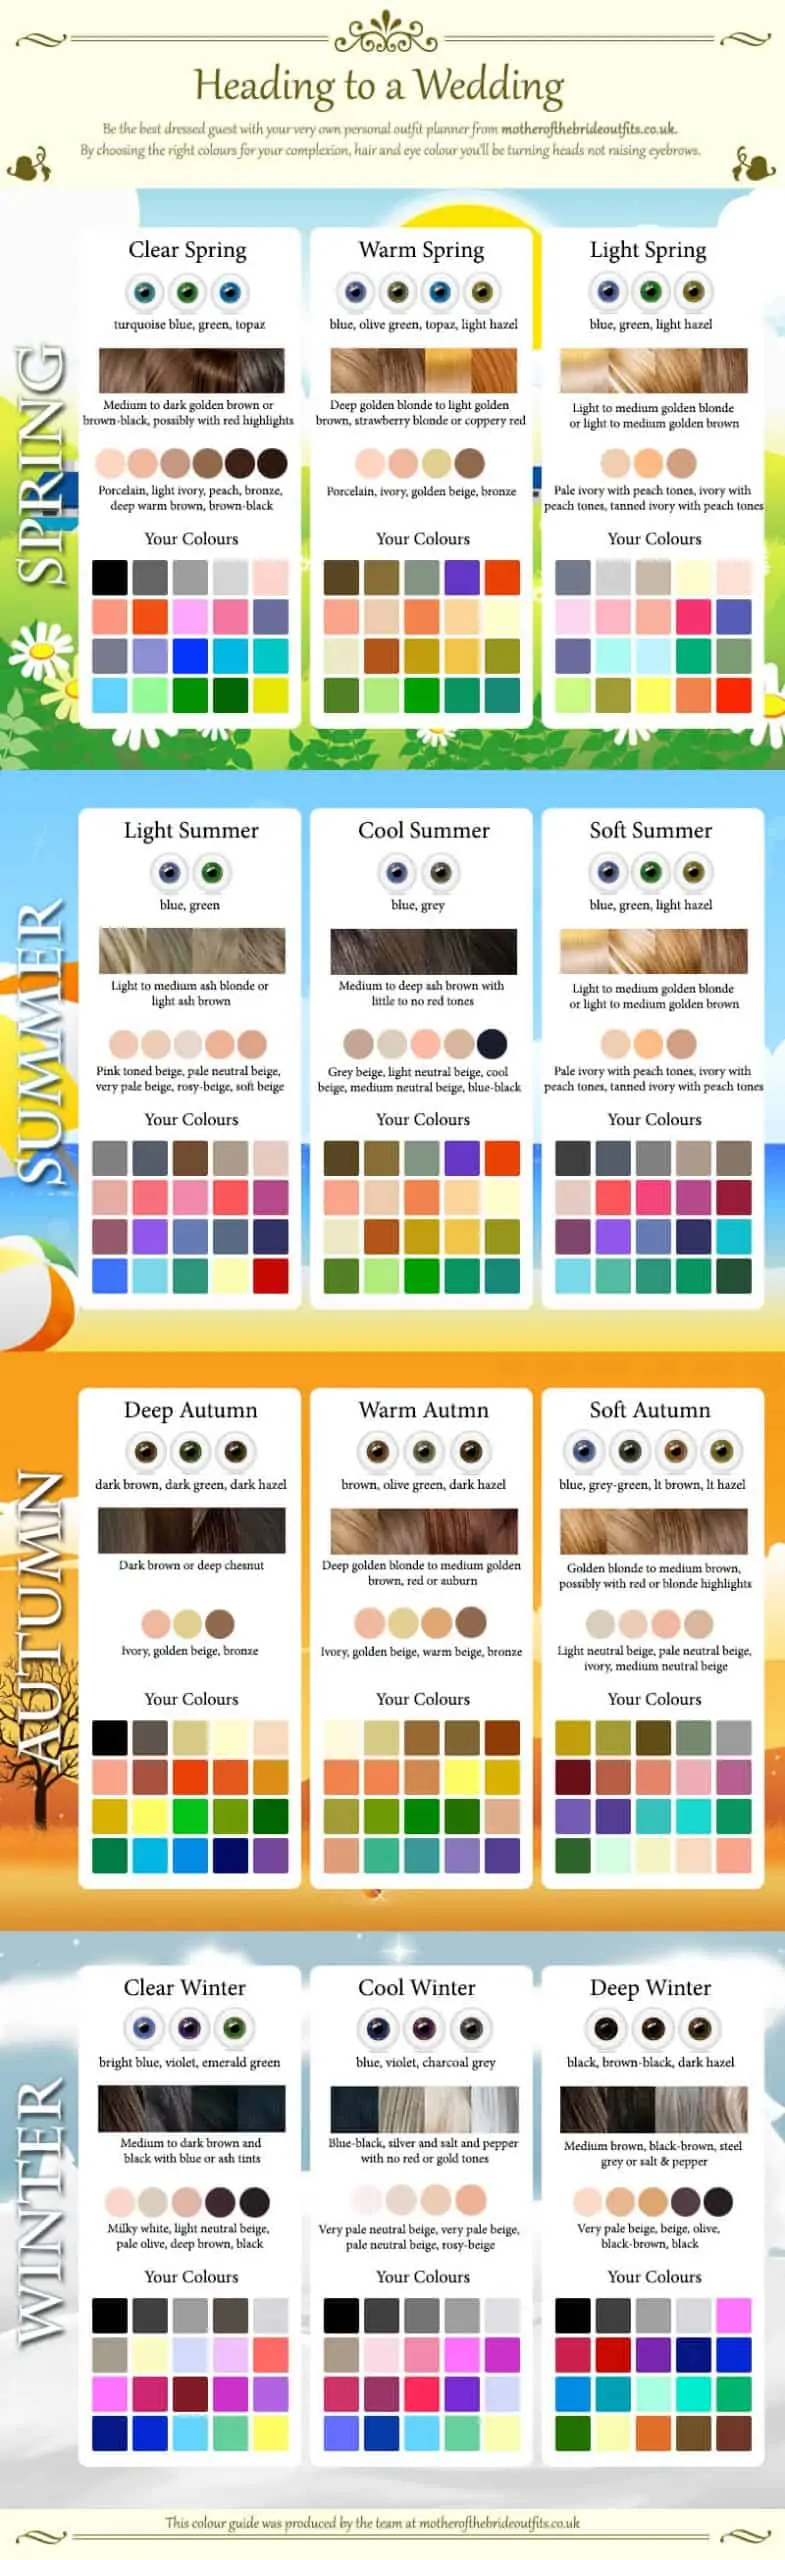 Heading to a Wedding
Be the best dressed guest with your very own personal outfit planner from motherofthebrideoutfits.co.uk.
By choosing the right colours for your complexion, hair and eye colour you'll be turning heads not raising eyebrows.
SPRING
Clear Spring
turquoise blue, green, topaz
Medium to dark golden brown or
brown-black, possibly with red highlights
Porcelain, light ivory, peach, bronze,
deep warm brown, brown-black
Your Colours
Warm Spring
blue, olive green, topaz, light hazel
Deep golden blonde to light golden
brown, strawberry blonde or coppery red
Porcelain, ivory, golden beige, bronze
Your Colours
Light Spring
blue, green, light hazel
Light to medium golden blonde
or light to medium golden brown
Pale ivory with peach tones, ivory with
peach tones, tanned ivory with peach tones
Your Colours
SUMMER
Light Summer
blue, green
Light to medium ash blonde or
light ash brown
Pink toned beige, pale neutral beige,
very pale beige, rosy-beige, soft beige
Your Colours
Cool Summer
blue, grey
Medium to deep ash brown with
little to no red tones
Grey beige, light neutral beige, cool
beige, medium neutral beige, blue-black
Your Colours
Soft Summer
blue, green, light hazel
Light to medium golden blonde
or light to medium golden brown
Pale ivory with peach tones, ivory with
peach tones, tanned ivory with peach tones
Your Colours
AUTUMN
Deep Autumn
dark brown, dark green, dark hazel
Dark brown or deep chesnut
Ivory, golden beige, bronze
Your Colours
Warm Autmn
brown, olive green, dark hazel
Deep golden blonde to medium golden
brown, red or auburn
Ivory, golden beige, warm beige, bronze
Your Colours
Soft Autumn
blue, grey-green, lt brown, lt hazel
Golden blonde to medium brown,
possibly with red or blonde highlights
Light neutral beige, pale neutral beige,
ivory, medium neutral beige
Your Colours
WINTER
Clear Winter
bright blue, violet, emerald green
Medium to dark brown and
black with blue or ash tints
Milky white, light neutral beige,
pale olive, deep brown, black
Your Colours
Cool Winter
blue, violet, charcoal grey
Blue-black, silver and salt and pepper
with no red or gold tones
Very pale neutral beige, very pale beige,
pale neutral beige, rosy-beige
Your Colours
Deep Winter
black, brown-black, dark hazel
Medium brown, black-brown, steel
grey or salt & pepper
Very pale beige, beige, olive,
black-brown, black
Your Colours
This colour guide was produced by the team at motherofthebrideoutfits.co.uk